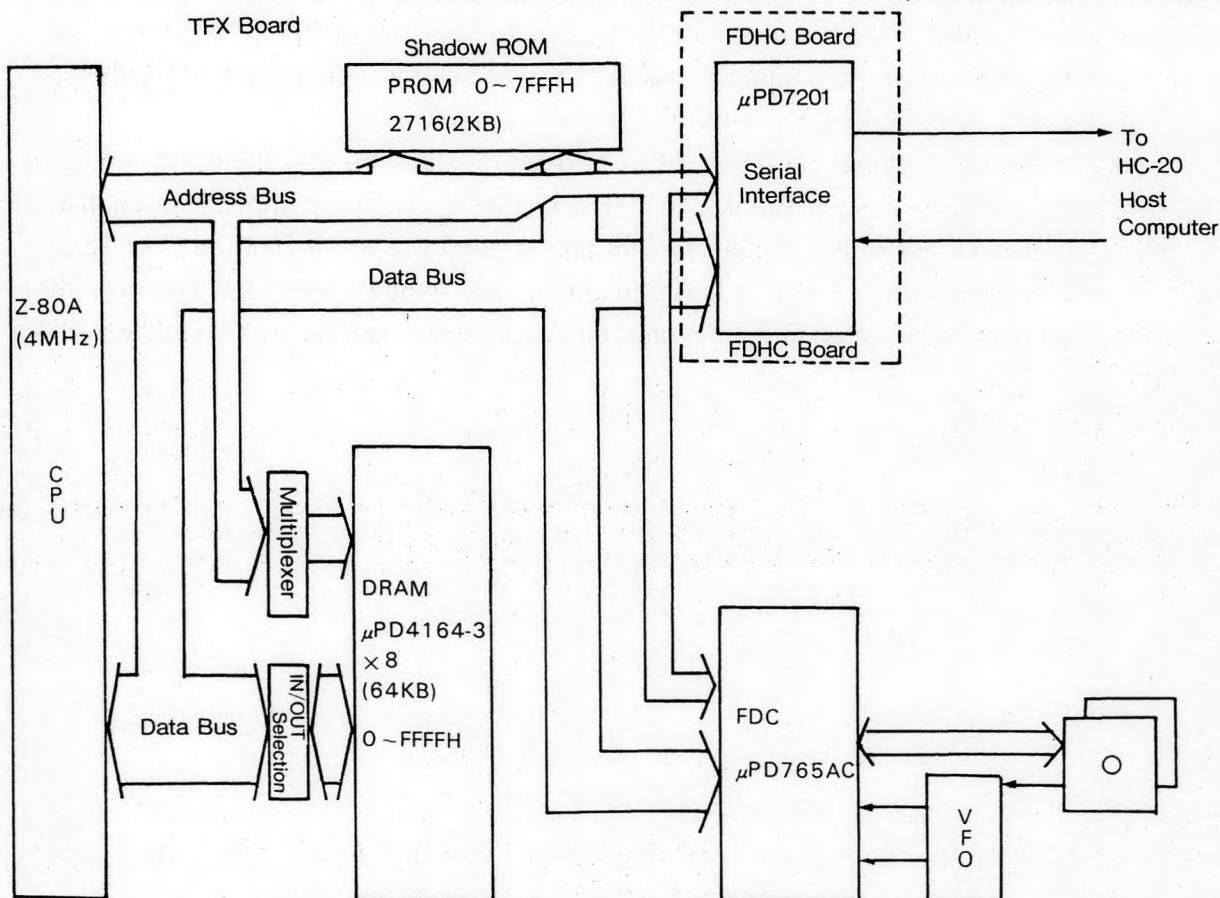 TFX Board
Shadow ROM
PROM 0~7FFFH
2716(2KB)
FDHC Board
μPD7201
Serial
Interface
FDHC Board
To
HC-20
Host
Computer
Address Bus
Data Bus
Z-80A
(4MHz)
CPU
Multiplexer
DRAM
μPD4164-3
×8
(64KB)
0~FFFFH
Data Bus
IN/OUT
Selection
FDC
μPD765AC
VFO